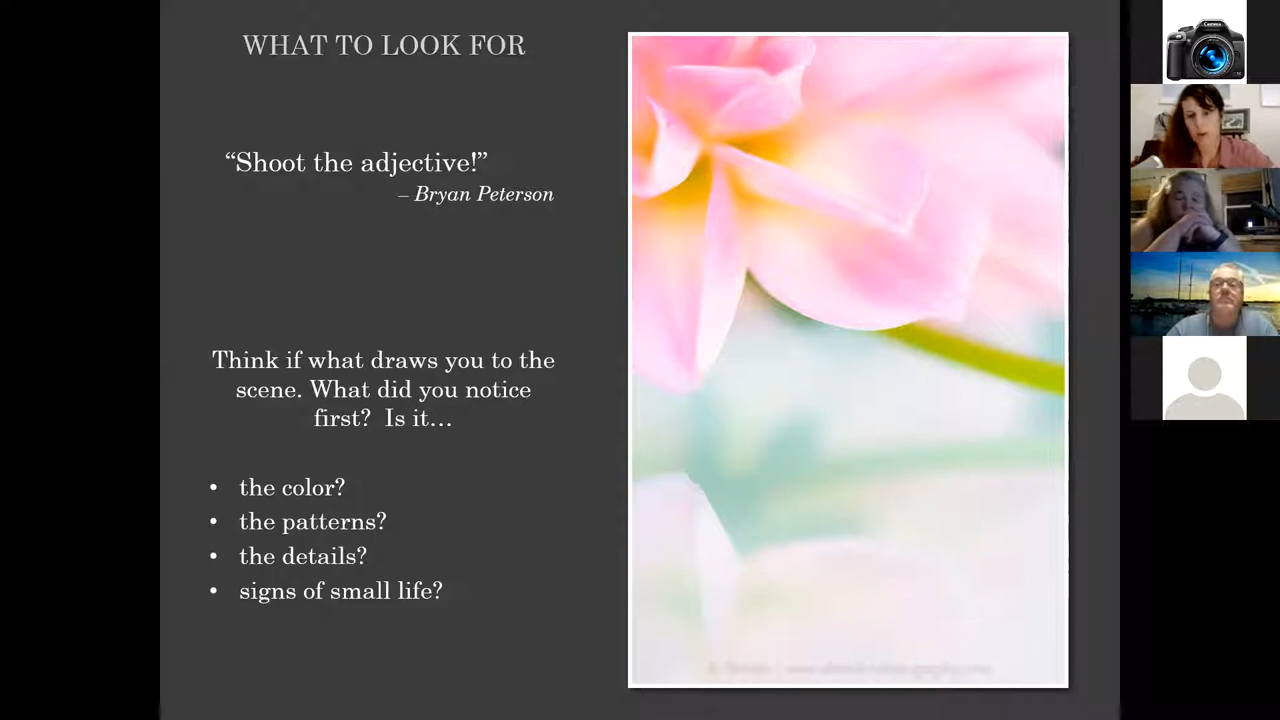 WHAT TO LOOK FOR
“Shoot the adjective!”
– Bryan Peterson
Think if what draws you to the
scene. What did you notice
first? Is it…
• the color?
• the patterns?
• the details?
• signs of small life?